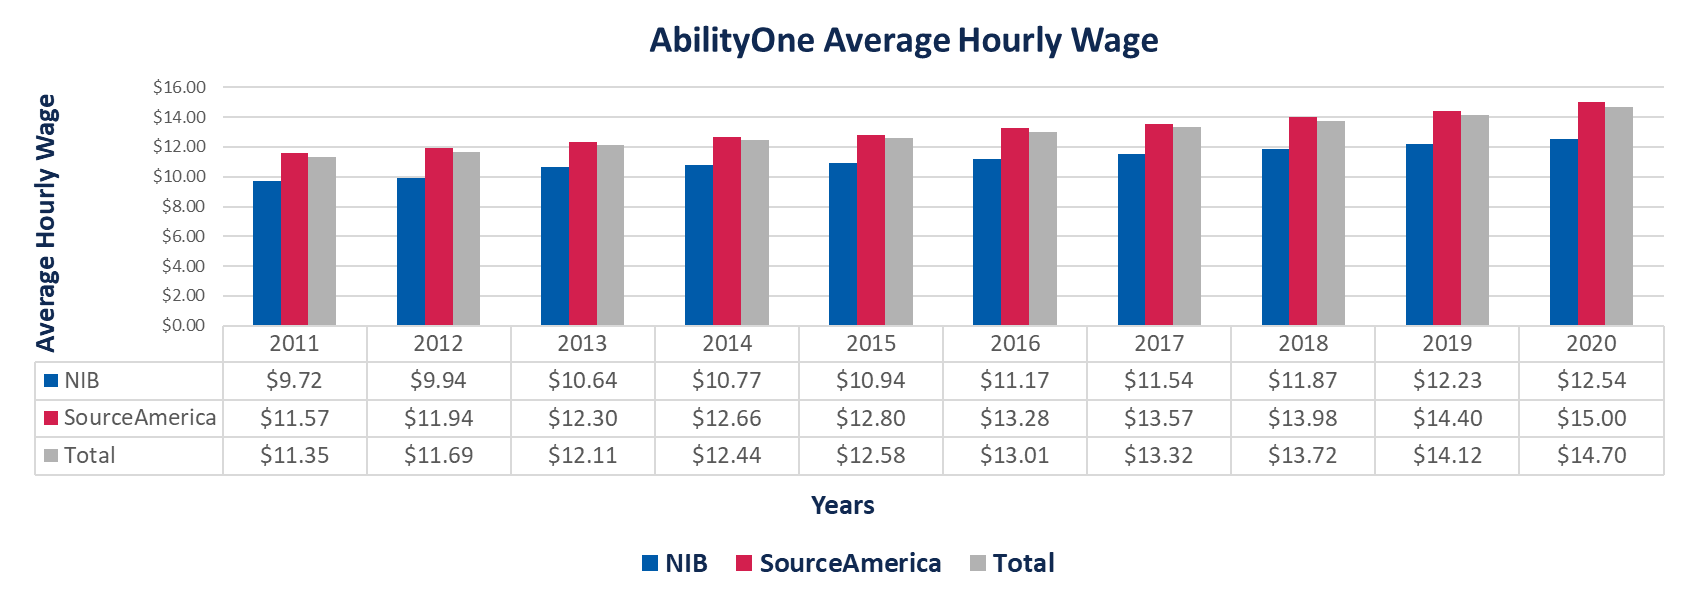 AbilityOne Average Hourly Wage
Average Hourly Wage
$16.00
$14.00
$12.00
$10.00
$8.00
$6.00
$4.00
$2.00
$0.00
2011 2012 2013 2014 2015 2016 2017 2018 2019 2020
NIB $9.72 $9.94 $10.64 $10.77 $10.94 $11.17 $11.54 $11.87 $12.23 $12.54
SourceAmerica $11.57 $11.94 $12.30 $12.66 $12.80 $13.28 $13.57 $13.98 $14.40 $15.00
Total $11.35 $11.69 $12.11 $12.44 $12.58 $13.01 $13.32 $13.72 $14.12 $14.70
Years
NIB SourceAmerica Total